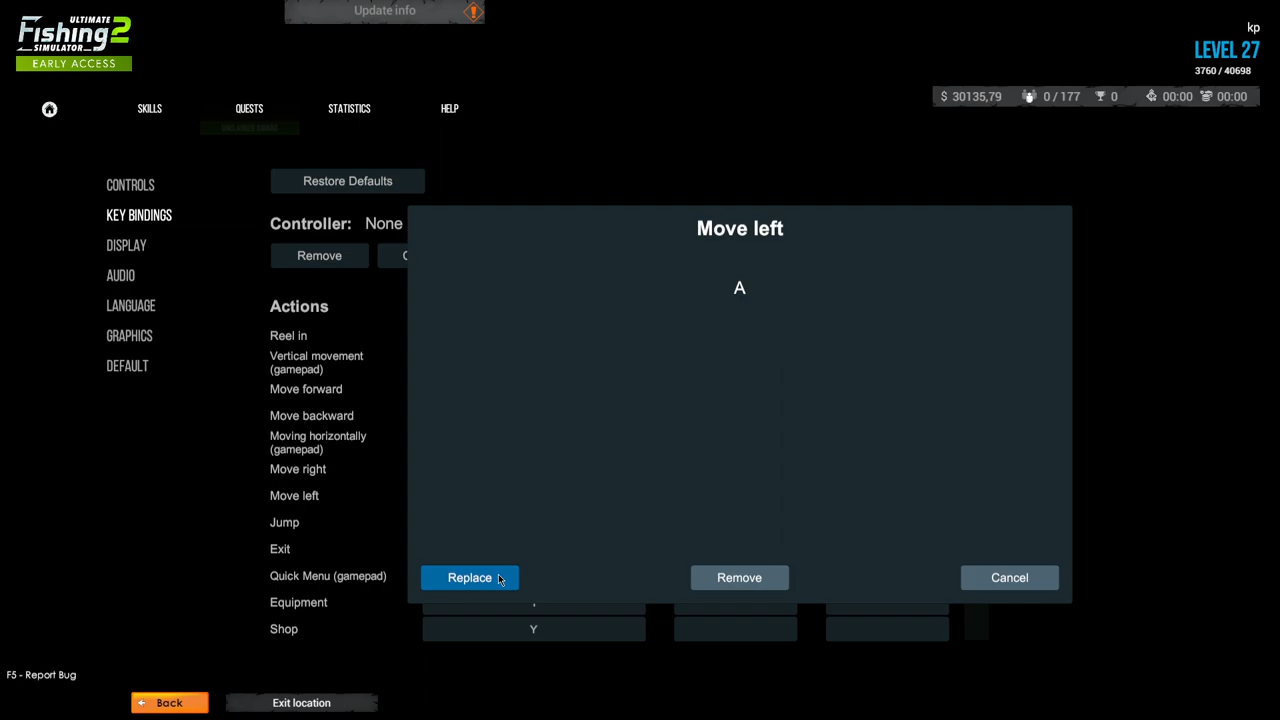 Update info
ULTIMATE
Fishing 2
SIMULATOR
EARLY ACCESS
kp
LEVEL 27
3760 / 40698
SKILLS
QUESTS
STATISTICS
HELP
$ 30135,79
0 / 177
0
00:00
00:00
CONTROLS
KEY BINDINGS
DISPLAY
AUDIO
LANGUAGE
GRAPHICS
DEFAULT
Restore Defaults
Controller: None
Remove
C
Actions
Reel in
Vertical movement
(gamepad)
Move forward
Move backward
Moving horizontally
(gamepad)
Move right
Move left
Jump
Exit
Quick Menu (gamepad)
Equipment
Shop
Y
Move left
A
Replace
Remove
Cancel
F5 - Report Bug
Back
Exit location